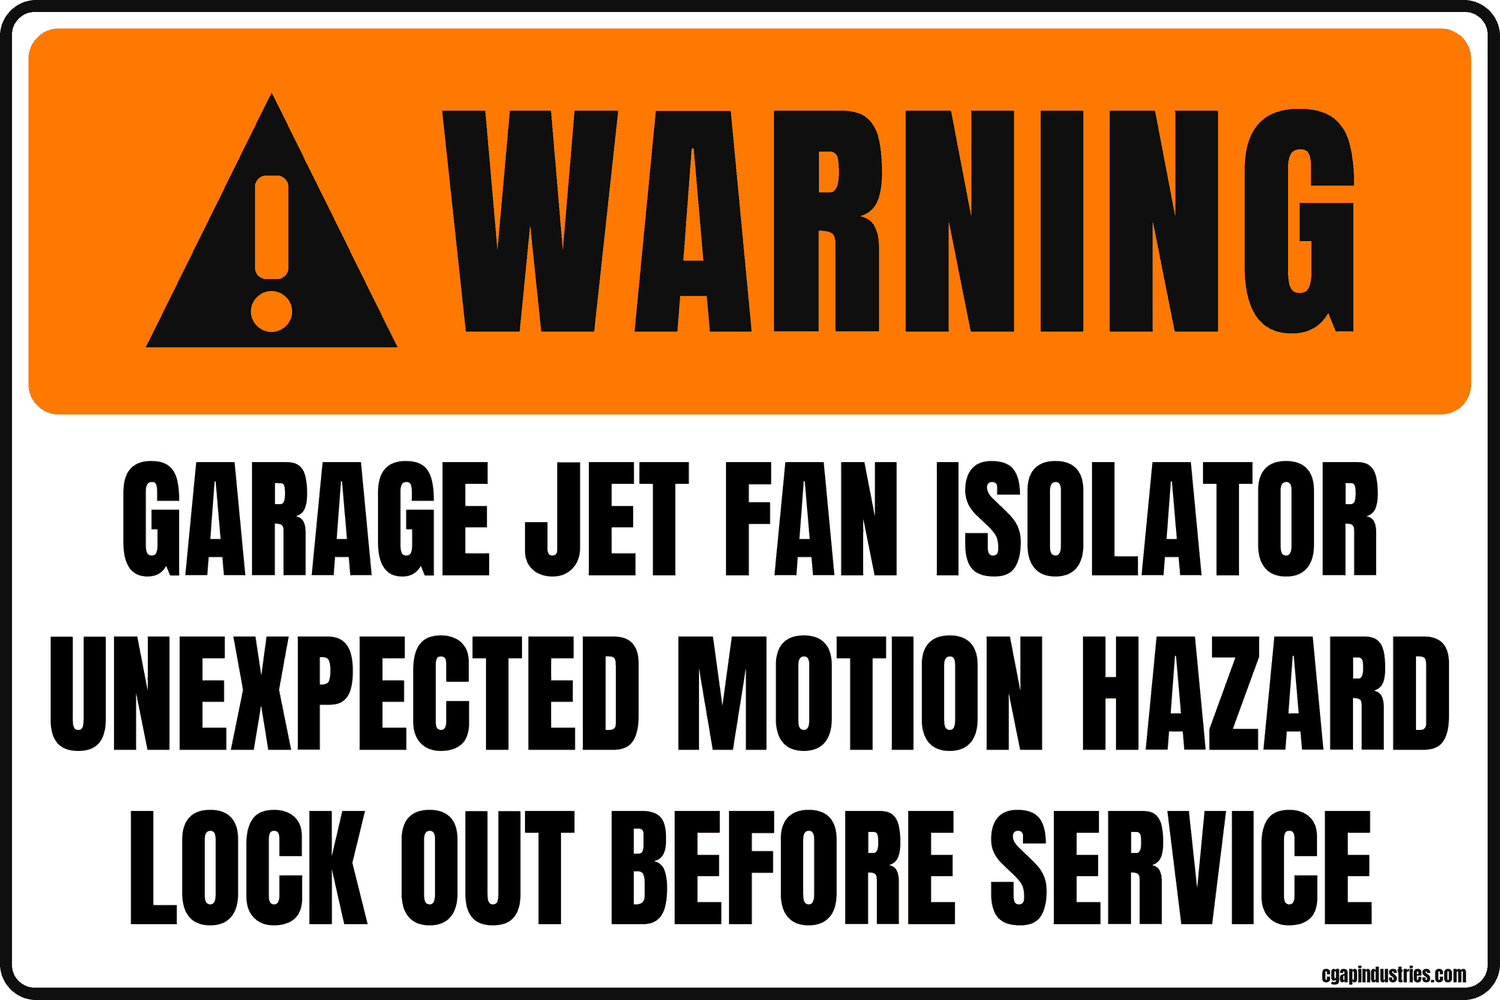 WARNING
GARAGE JET FAN ISOLATOR
UNEXPECTED MOTION HAZARD
LOCK OUT BEFORE SERVICE
cgapindustries.com